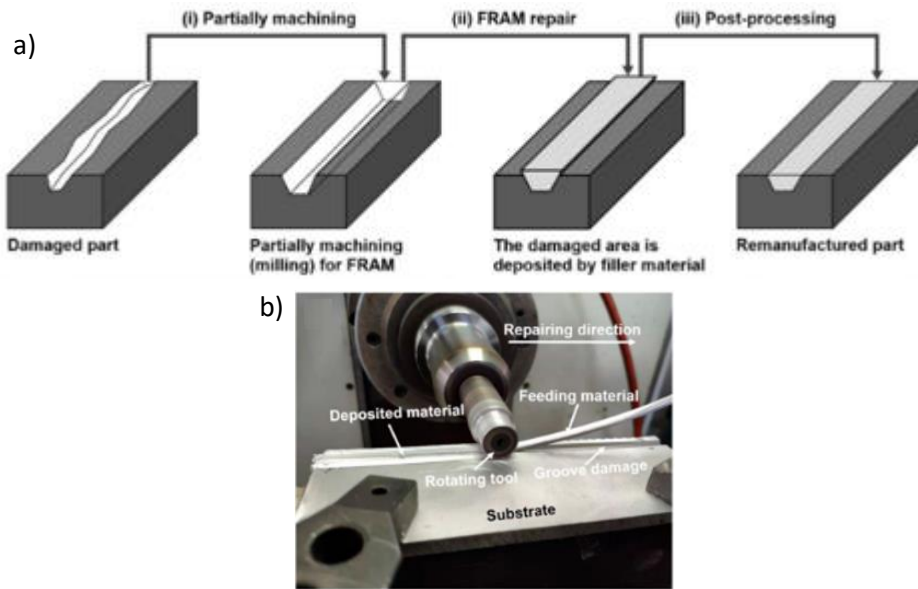 a)
(i) Partially machining
(ii) FRAM repair
(iii) Post-processing
Damaged part
Partially machining
(milling) for FRAM
The damaged area is
deposited by filler material
Remanufactured part
b)
Repairing direction
Feeding material
Deposited material
Rotating tool
Groove damage
Substrate